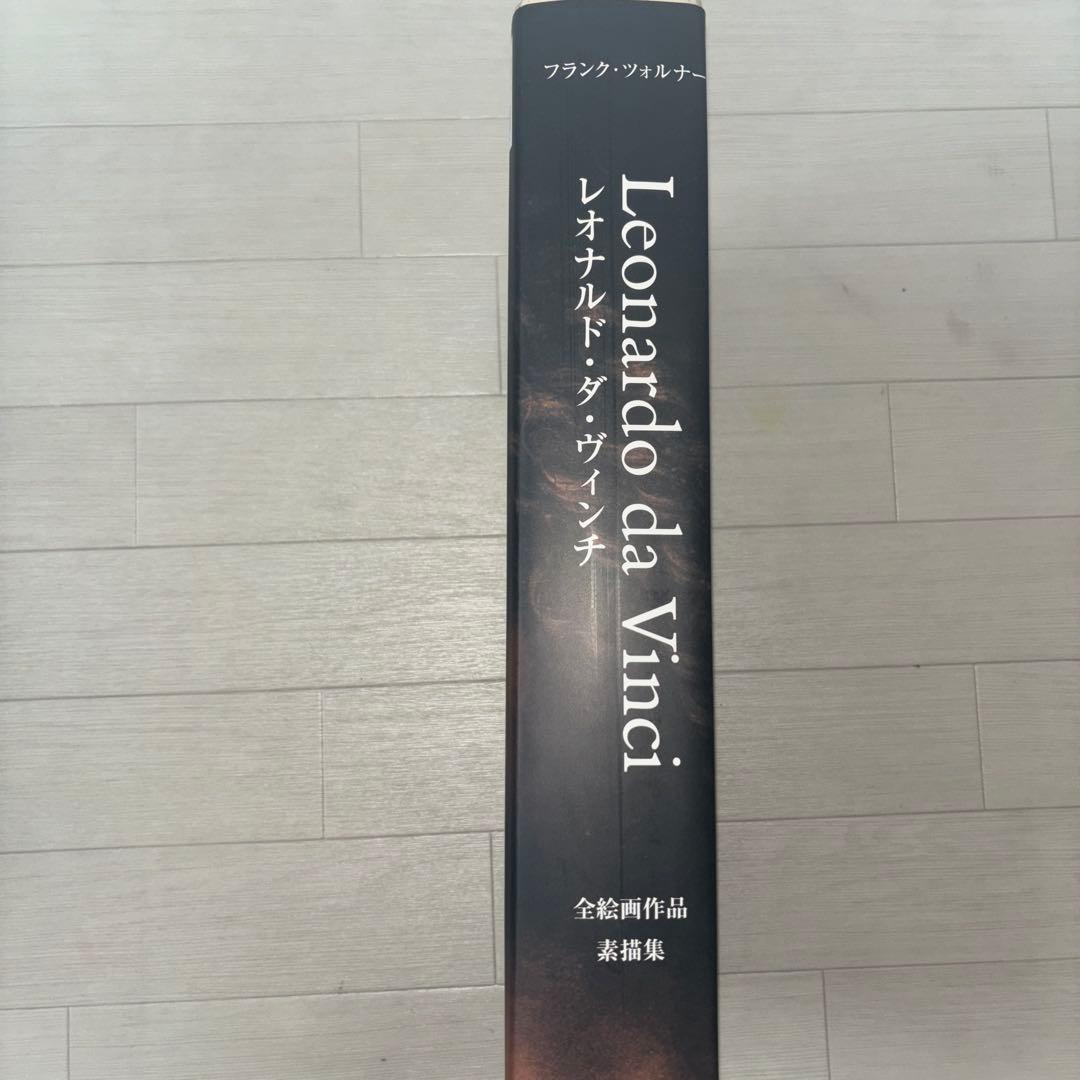 フランク・ツォルナー
Leonardo da Vinci
レオナルド・ダ・ヴィンチ
全絵画作品
素描集